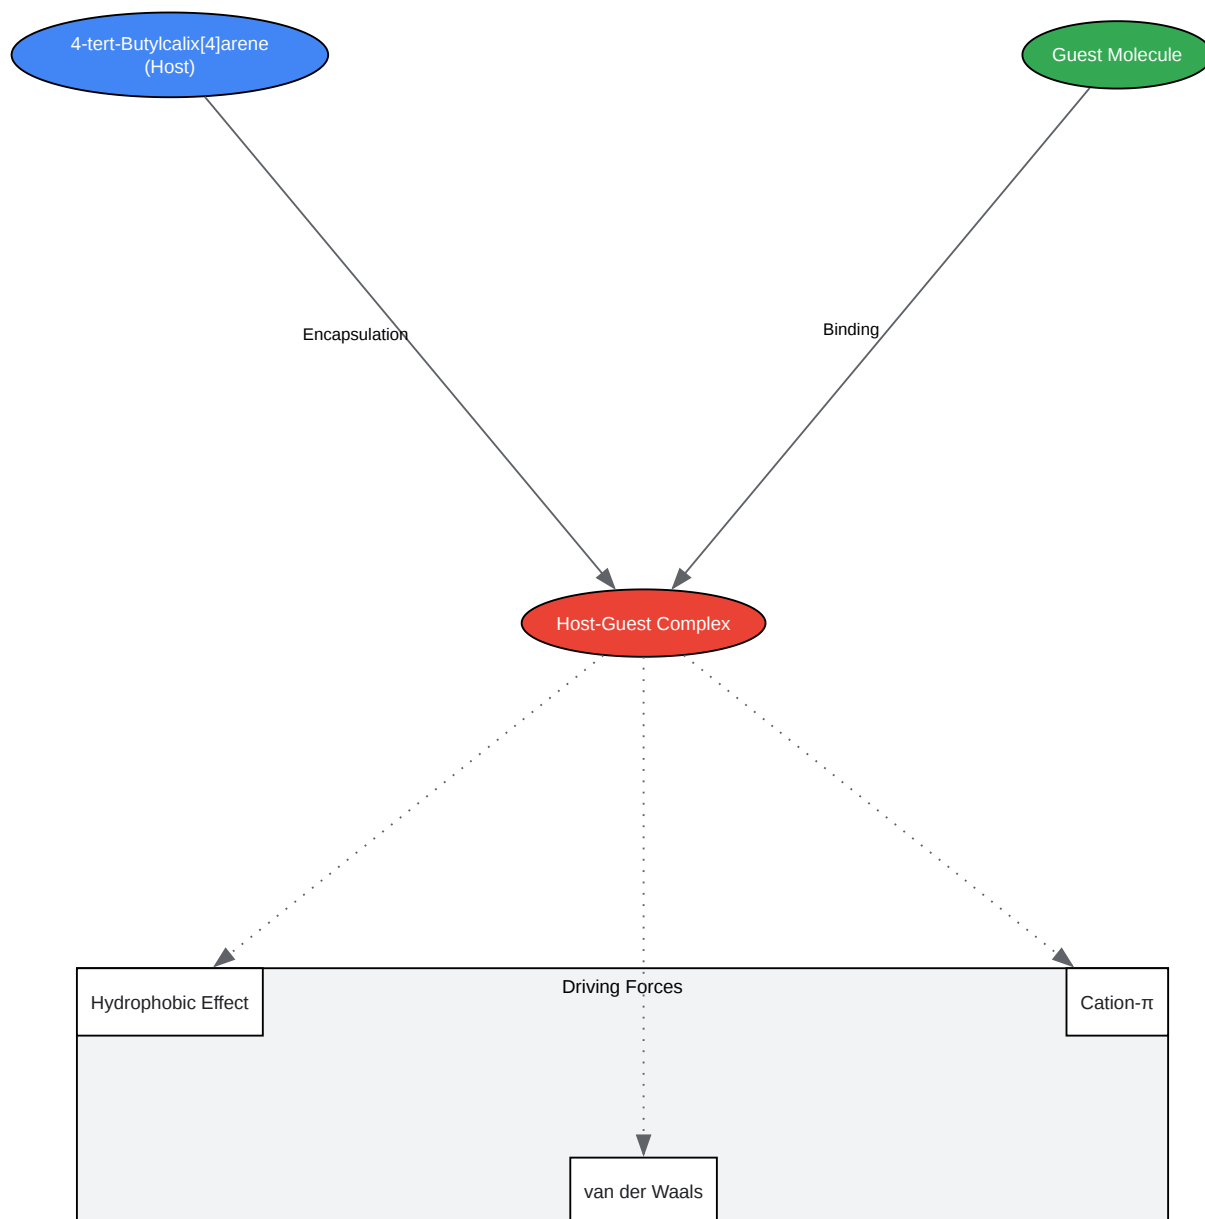 4-tert-Butylcalix[4]arene
(Host)
Guest Molecule
Encapsulation
Binding
Host-Guest Complex
Driving Forces
Hydrophobic Effect
Cation-π
van der Waals